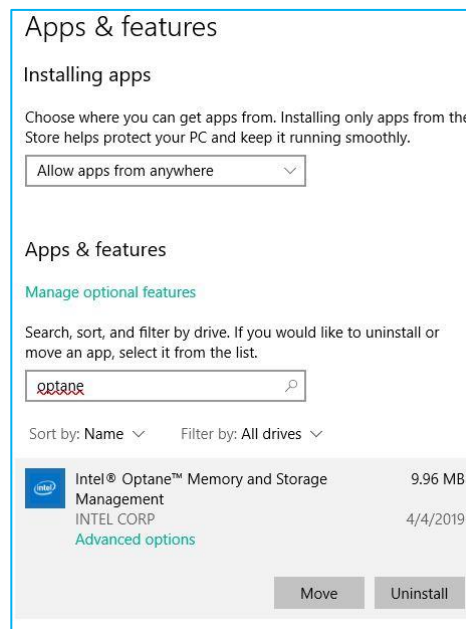 Apps & features
Installing apps
Choose where you can get apps from. Installing only apps from the
Store helps protect your PC and keep it running smoothly.
Allow apps from anywhere
Apps & features
Manage optional features
Search, sort, and filter by drive. If you would like to uninstall or
move an app, select it from the list.
optane
Sort by: Name Filter by: All drives
intel
Intel® Optane™ Memory and Storage 9.96 MB
Management
INTEL CORP 4/4/2019
Advanced options
Move Uninstall